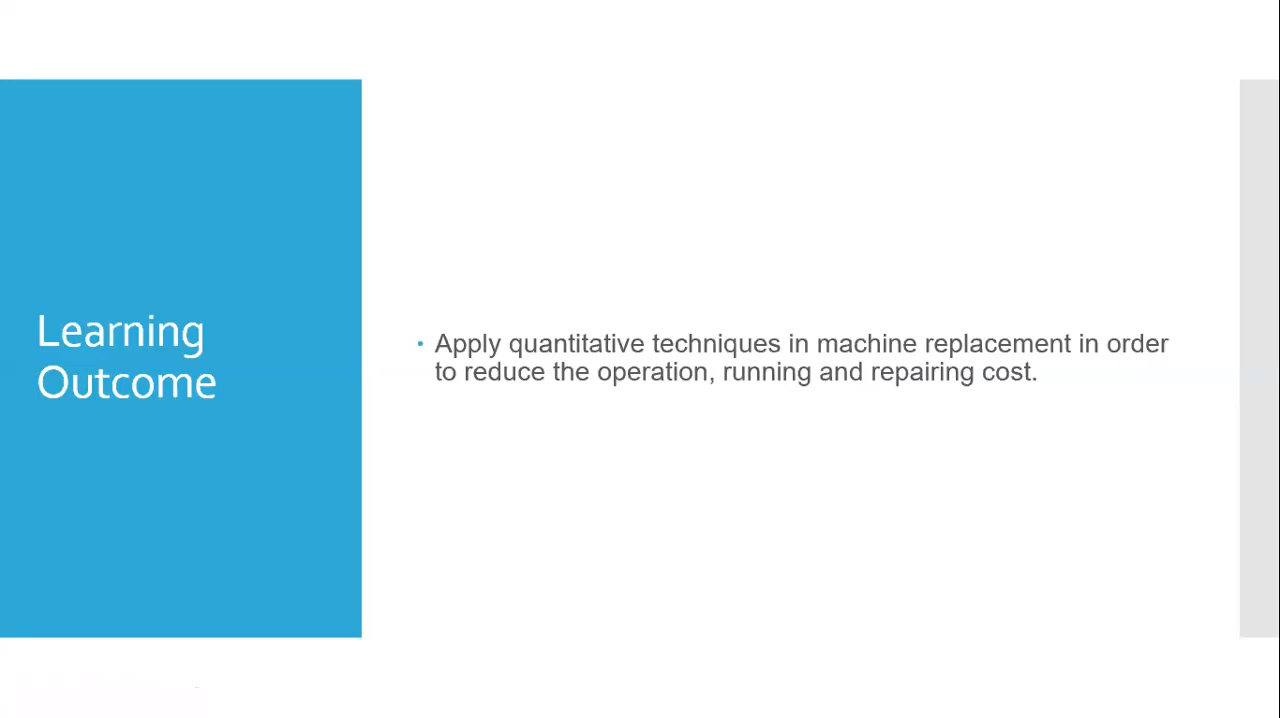 Learning
Outcome
• Apply quantitative techniques in machine replacement in order
to reduce the operation, running and repairing cost.